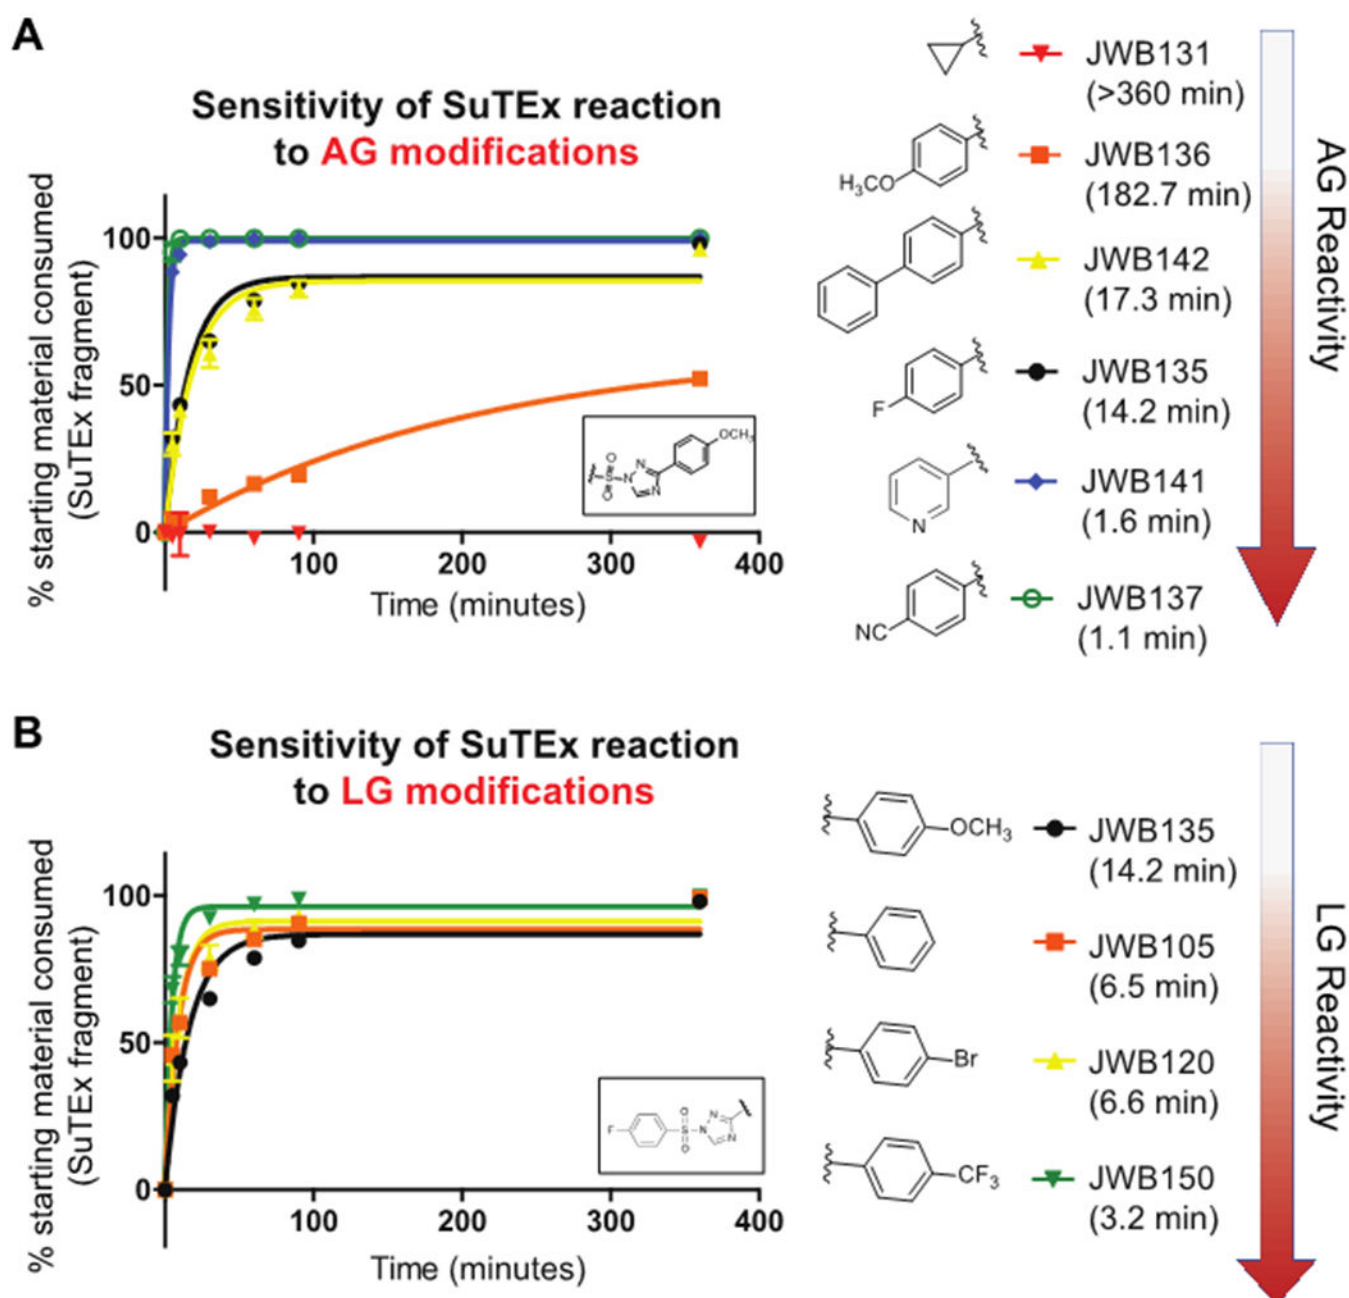 A
Sensitivity of SuTEx reaction
to AG modifications
% starting material consumed
(SuTEx fragment)
100
50
0
100
200
300
400
Time (minutes)
OCH3
O
S
O
N
N
N
JWB131
(>360 min)
H3CO
JWB136
(182.7 min)
JWB142
(17.3 min)
F
JWB135
(14.2 min)
N
JWB141
(1.6 min)
NC
JWB137
(1.1 min)
AG Reactivity
B
Sensitivity of SuTEx reaction
to LG modifications
% starting material consumed
(SuTEx fragment)
100
50
0
100
200
300
400
Time (minutes)
F
O
S
O
N
N
N
OCH3
JWB135
(14.2 min)
JWB105
(6.5 min)
Br
JWB120
(6.6 min)
CF3
JWB150
(3.2 min)
LG Reactivity